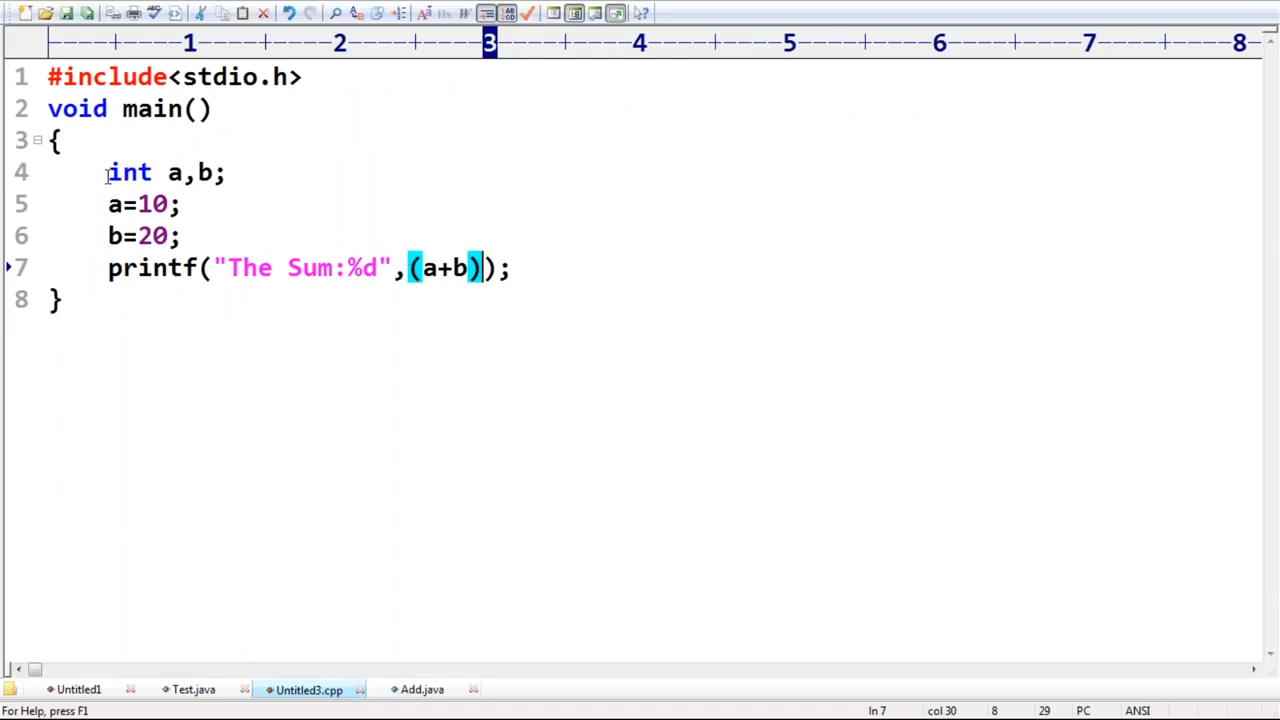 ----+----1----+----2----+----3----+----4----+----5----+----6----+----7----+----8
1 #include<stdio.h>
2 void main()
3 {
4 int a,b;
5 a=10;
6 b=20;
7 printf("The Sum:%d",(a+b));
8 }
Untitled1 Test.java Untitled3.cpp Add.java
For Help, press F1 ln 7 col 30 8 29 PC ANSI